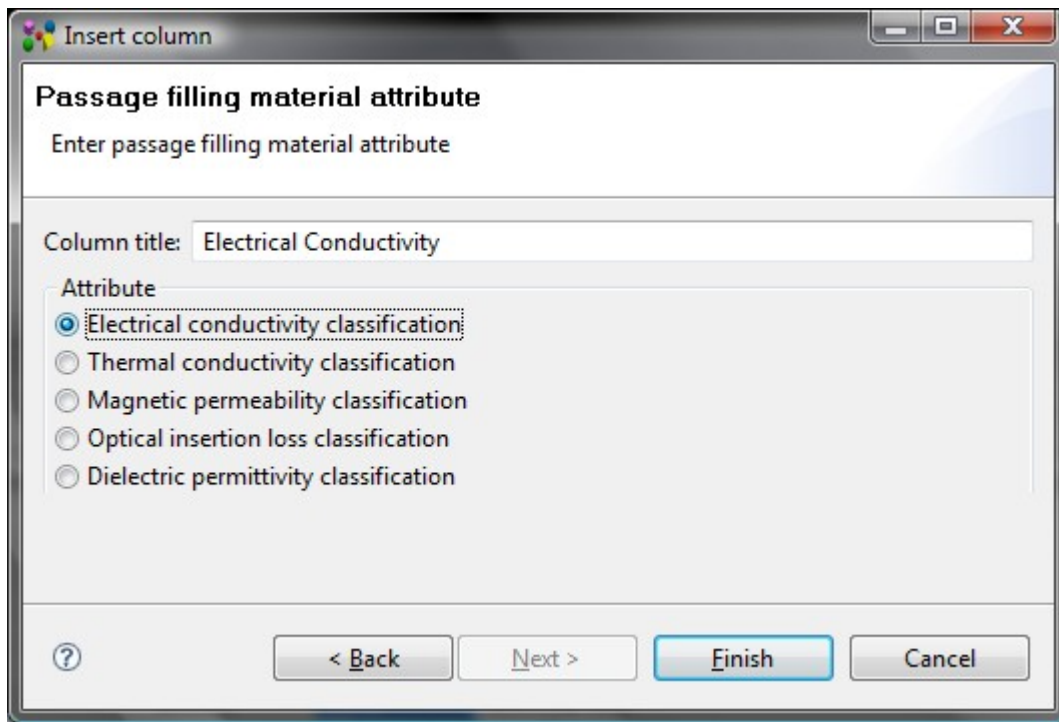 Insert column
Passage filling material attribute
Enter passage filling material attribute
Column title: Electrical Conductivity
Attribute
Electrical conductivity classification
Thermal conductivity classification
Magnetic permeability classification
Optical insertion loss classification
Dielectric permittivity classification
? < Back Next > Finish Cancel